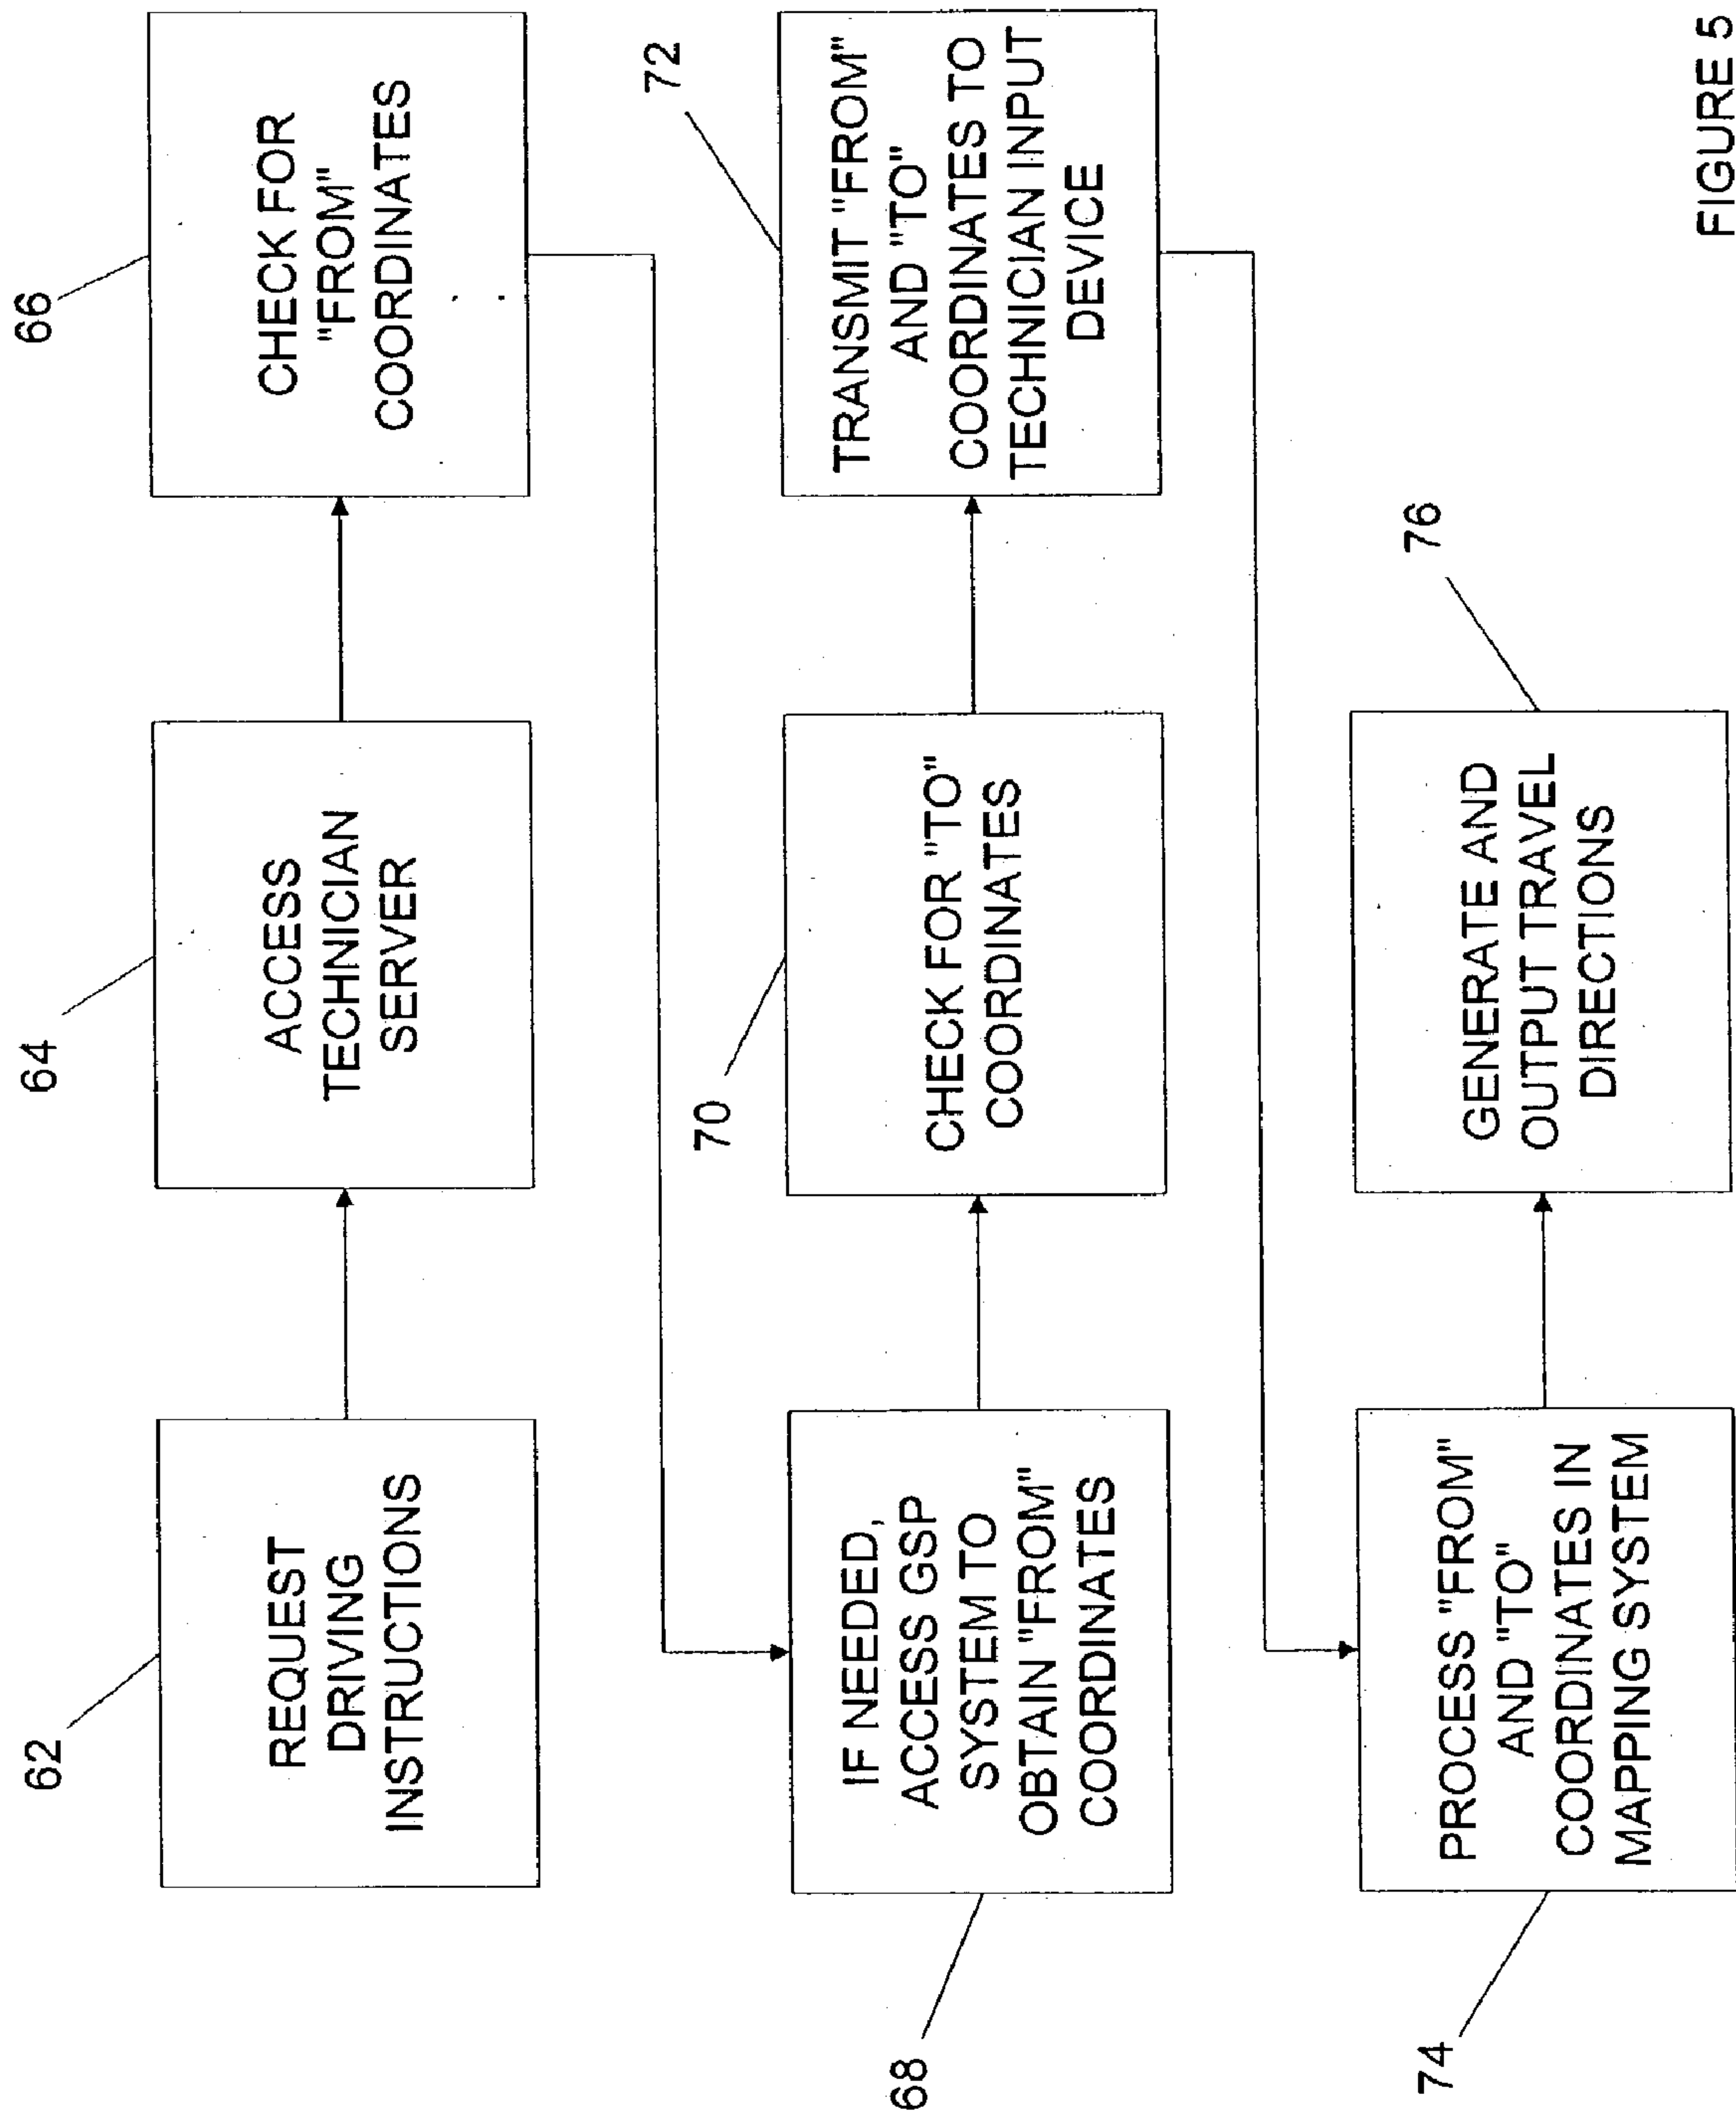 62
REQUEST
DRIVING
INSTRUCTIONS
64
ACCESS
TECHNICIAN
SERVER
66
CHECK FOR
"FROM"
COORDINATES
68
IF NEEDED,
ACCESS GSP
SYSTEM TO
OBTAIN "FROM"
COORDINATES
70
CHECK FOR "TO"
COORDINATES
72
TRANSMIT "FROM"
AND "TO"
COORDINATES TO
TECHNICIAN INPUT
DEVICE
74
PROCESS "FROM"
AND "TO"
COORDINATES IN
MAPPING SYSTEM
76
GENERATE AND
OUTPUT TRAVEL
DIRECTIONS
FIGURE 5